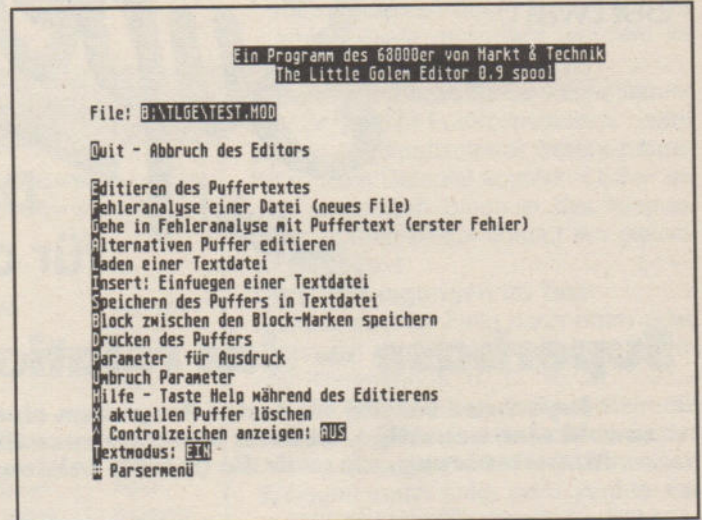 Ein Programm des 68000er von Markt & Technik
The Little Golem Editor 0.9 spool
File: B:\TLGE\TEST.MOD
Quit - Abbruch des Editors
Editieren des Puffertextes
Fehleranalyse einer Datei (neues File)
Gehe in Fehleranalyse mit Puffertext (erster Fehler)
Alternativen Puffer editieren
Laden einer Textdatei
Insert: Einfuegen einer Textdatei
Speichern des Puffers in Textdatei
Block zwischen den Block-Marken speichern
Drucken des Puffers
Parameter für Ausdruck
Umbruch Parameter
Hilfe - Taste Help während des Editierens
X aktuellen Puffer löschen
^ Controlzeichen anzeigen: AUS
Textmodus: EIN
# Parsermenü